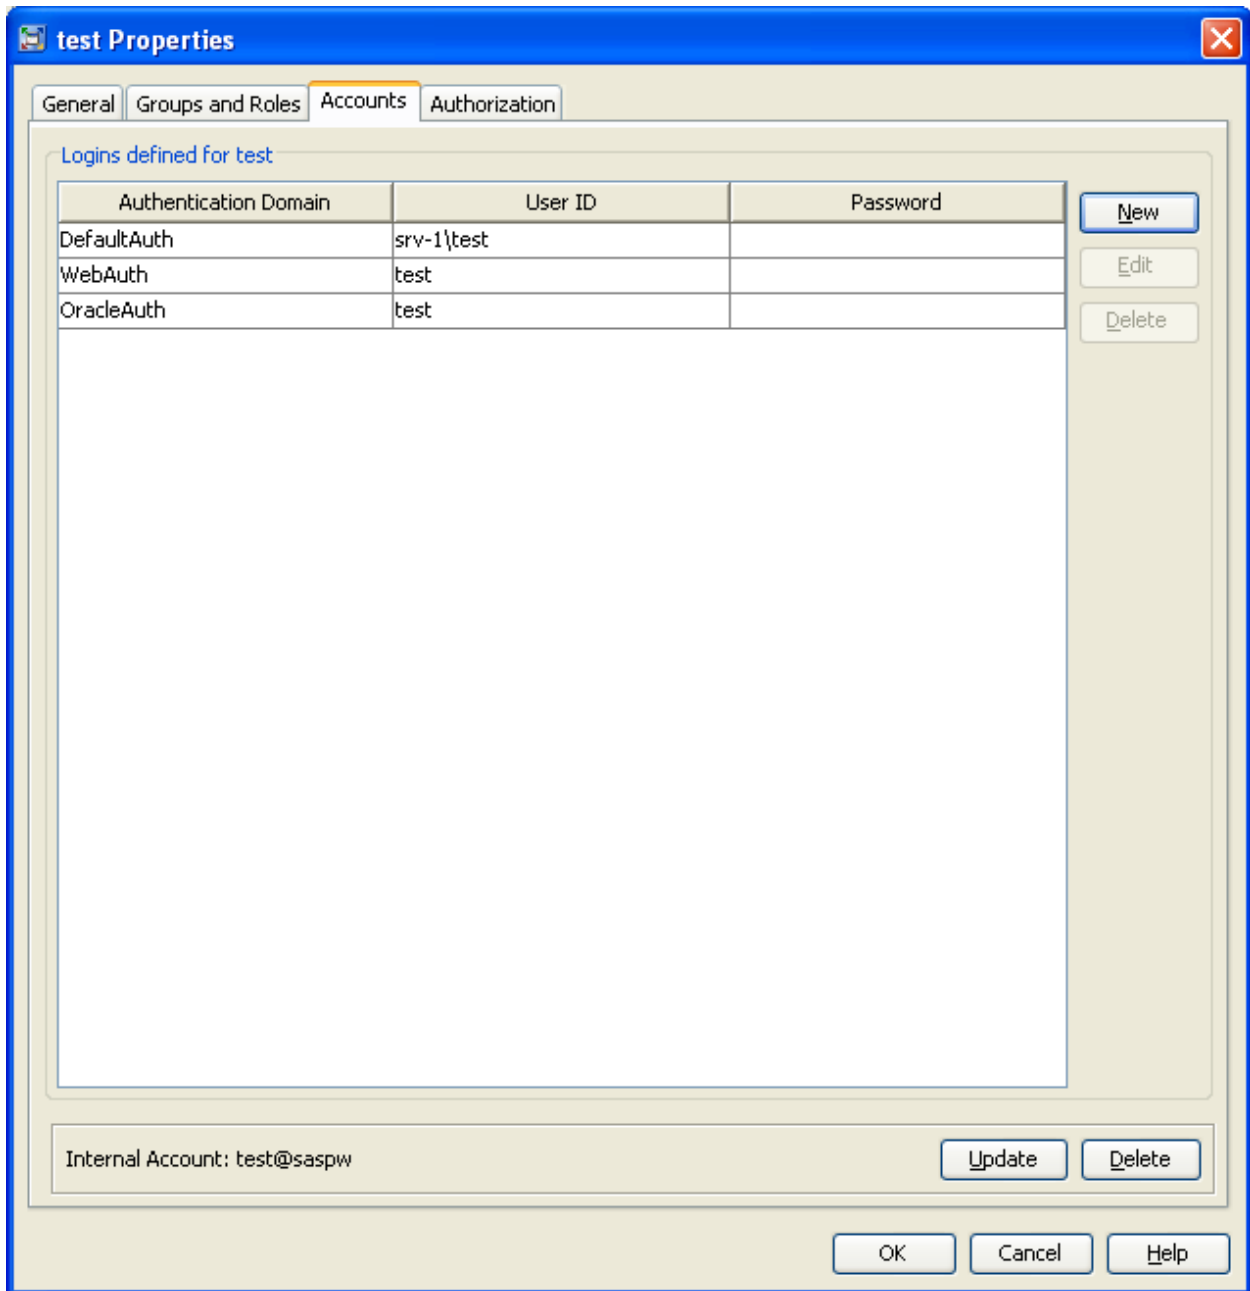 test Properties
General Groups and Roles Accounts Authorization
Logins defined for test
Authentication Domain User ID Password
DefaultAuth srv-1\test
WebAuth test
OracleAuth test
New
Edit
Delete
Internal Account: test@saspw Update Delete
OK Cancel Help